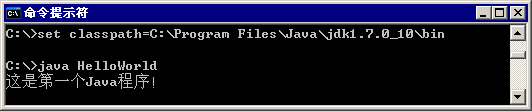 命令提示符
C:\>set classpath=C:\Program Files\Java\jdk1.7.0_10\bin
C:\>java HelloWorld
这是第一个Java程序!